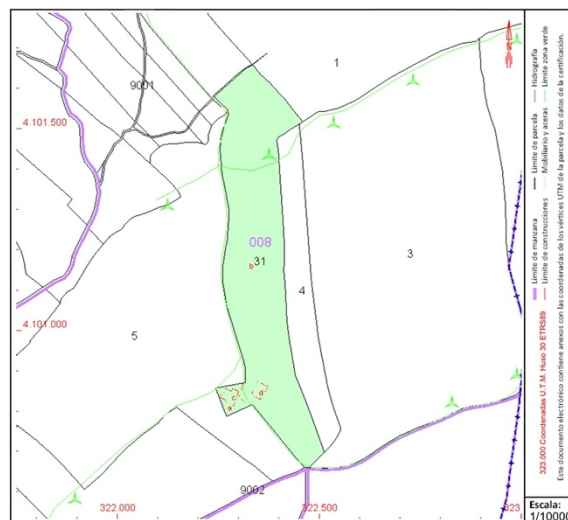 1
9001
4.101.500
008
31
b
3
4
4.101.000
5
c
d
a
9002
322.000
322.500
323
N
Límite de manzana
Límite de parcela
Hidrografía
Límite de construcciones
Mobiliario y aceras
Límite zona verde
323.000 Coordenadas U.T.M. Huso 30 ETRS89
Este documento electrónico contiene anexos con las coordenadas de los vértices UTM de la parcela y los datos de la certificación.
Escala:
1/10000